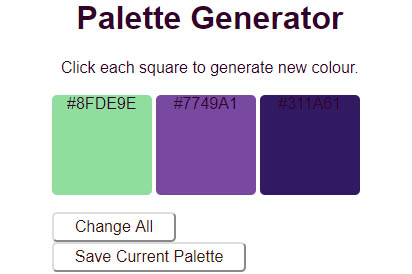 Palette Generator
Click each square to generate new colour.
#8FDE9E #7749A1 #311A61
Change All
Save Current Palette